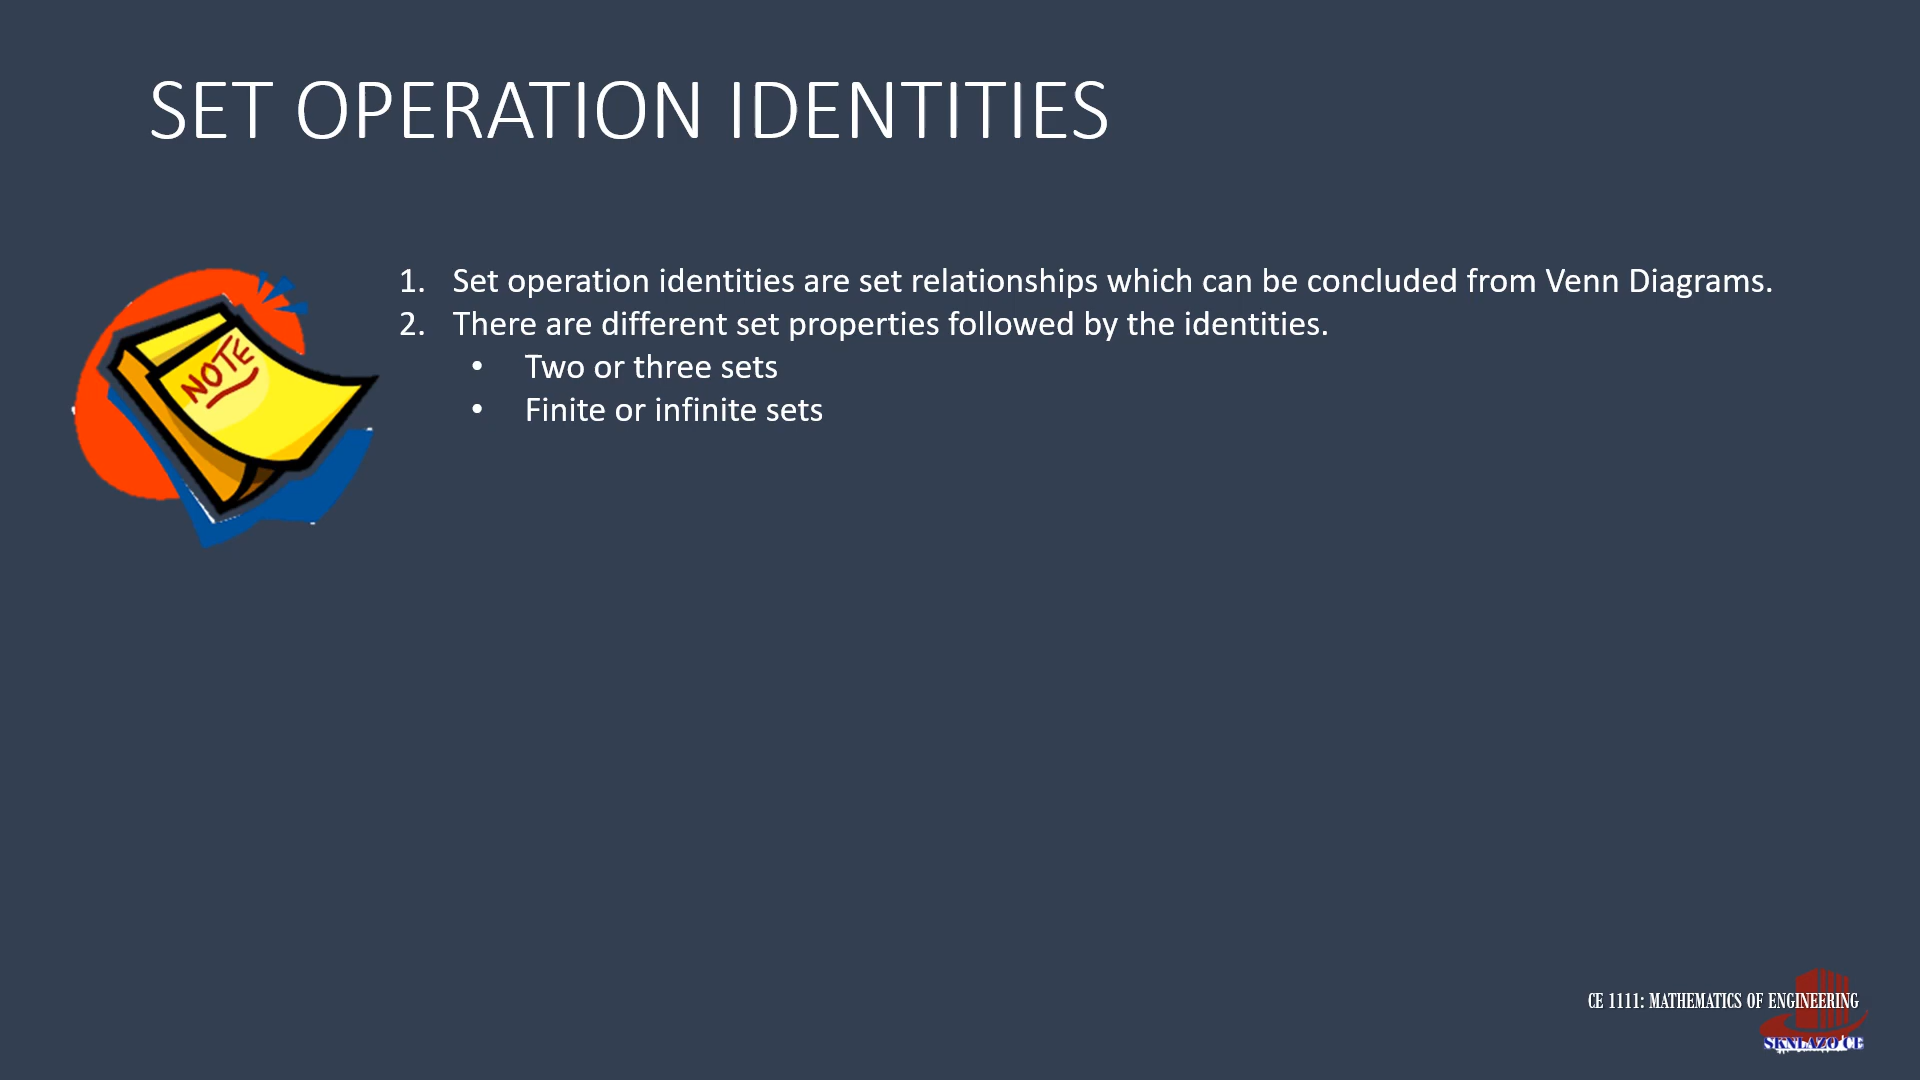 SET OPERATION IDENTITIES
NOTE
1. Set operation identities are set relationships which can be concluded from Venn Diagrams.
2. There are different set properties followed by the identities.
• Two or three sets
• Finite or infinite sets
CE 1111: MATHEMATICS OF ENGINEERING
SKNLAZO CE